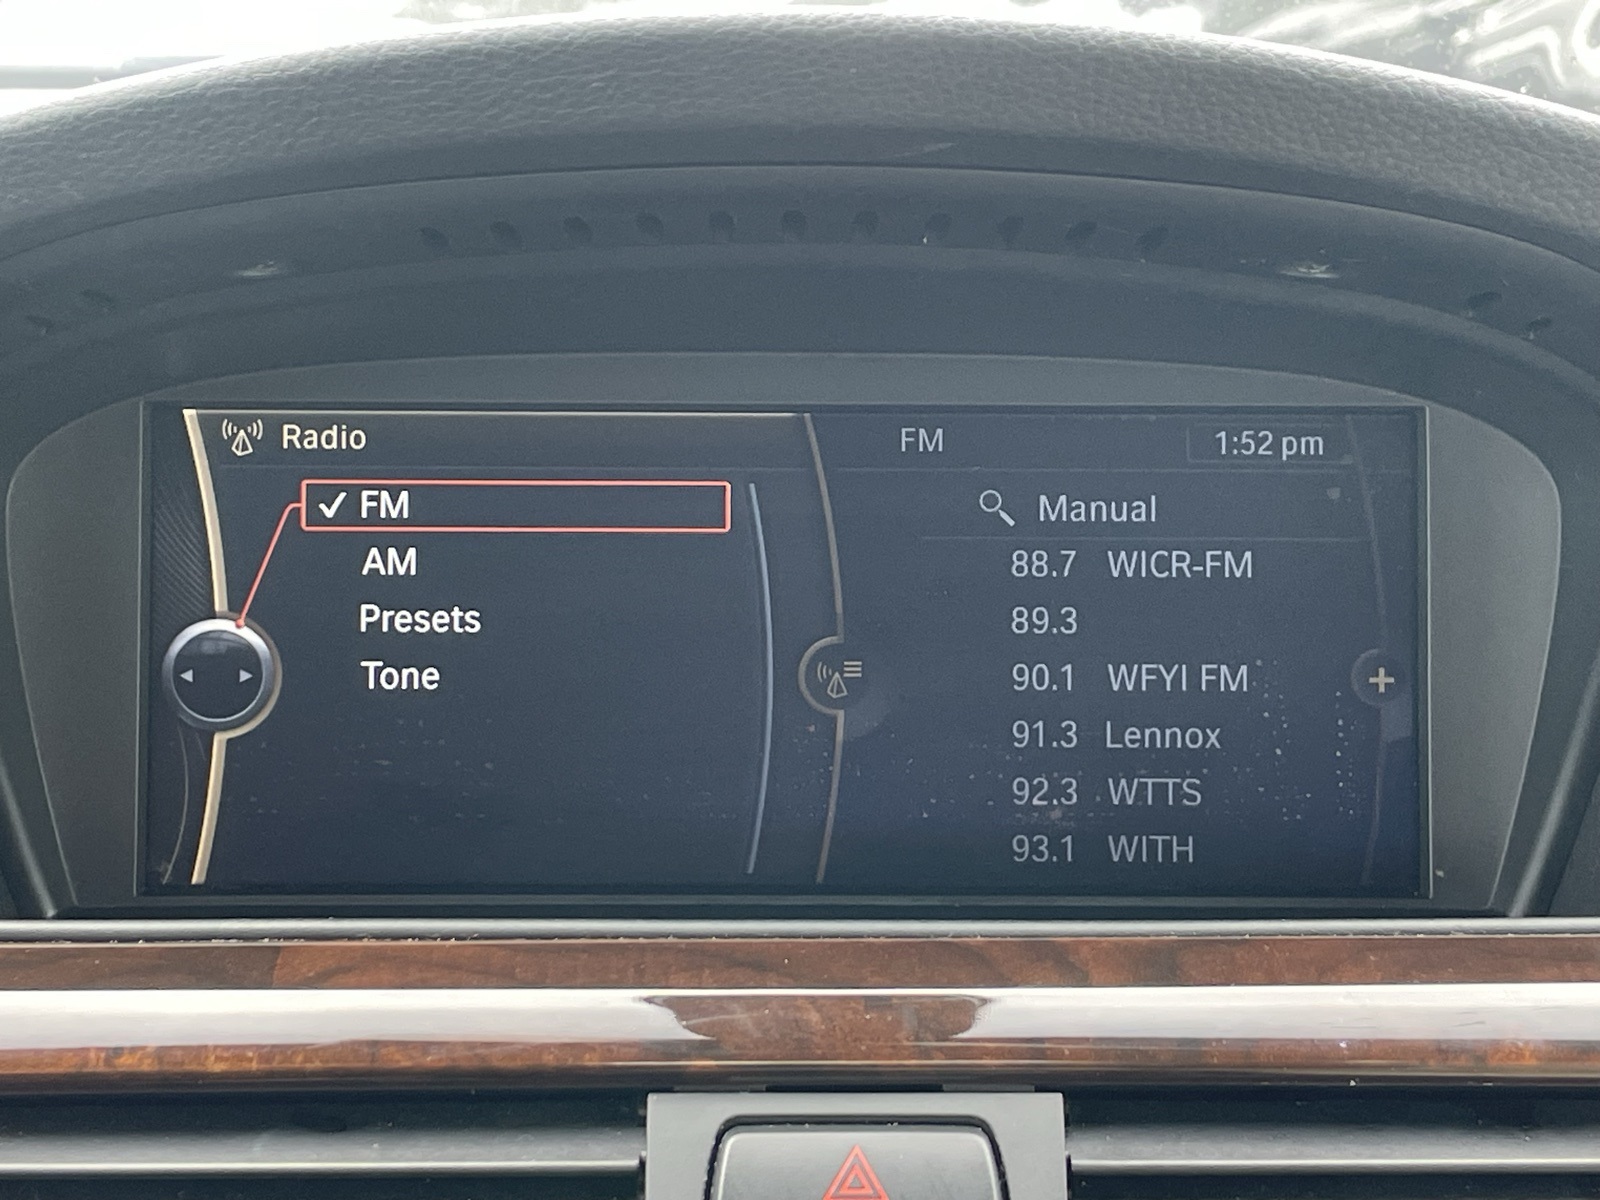 Radio
✓ FM
AM
Presets
Tone
FM
1:52 pm
Manual
88.7 WICR-FM
89.3
90.1 WFYI FM
91.3 Lennox
92.3 WTTS
93.1 WITH